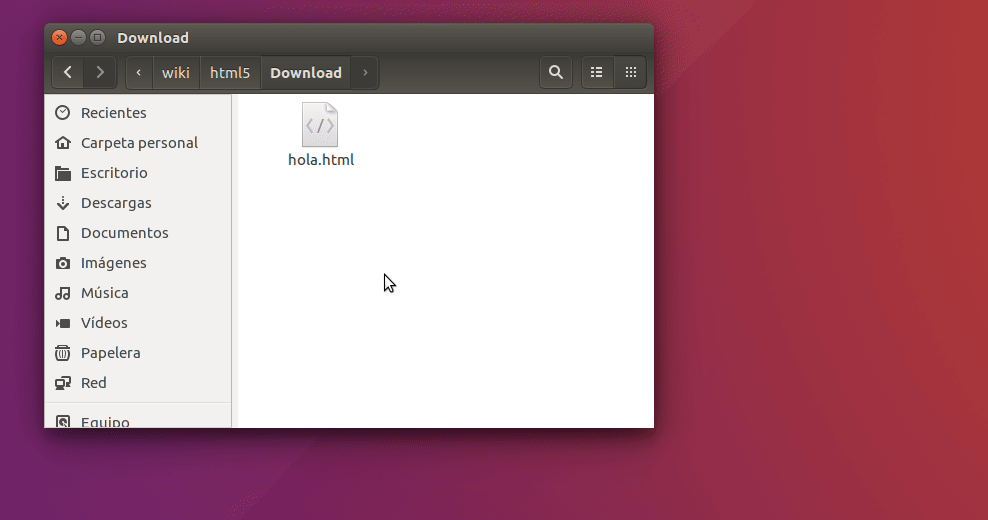 Download
wiki html5 Download
Recientes
Carpeta personal
Escritorio
Descargas
Documentos
Imágenes
Música
Vídeos
Papelera
Red
Equipo
hola.html